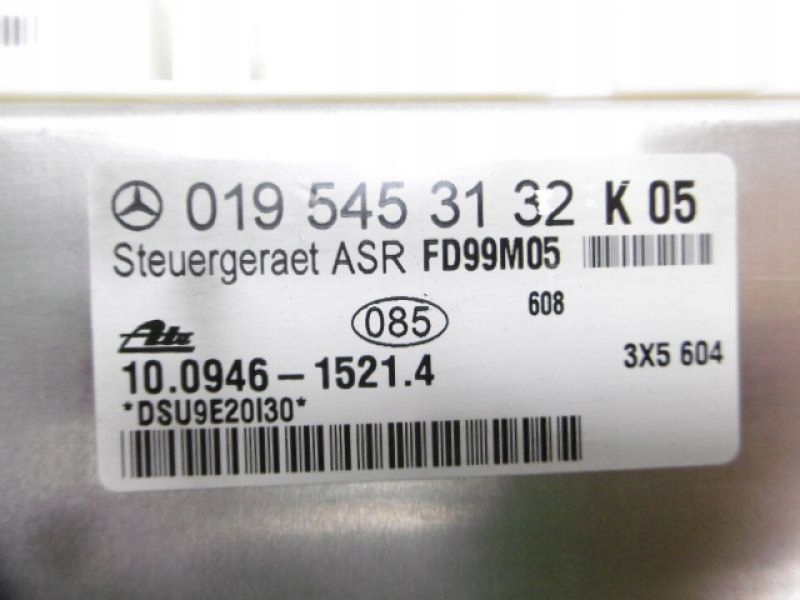 019 545 31 32 K 05
Steuergeraet ASR FD99M05
085 608
Ate
10.0946-1521.4 3X5 604
*DSU9E20I30*